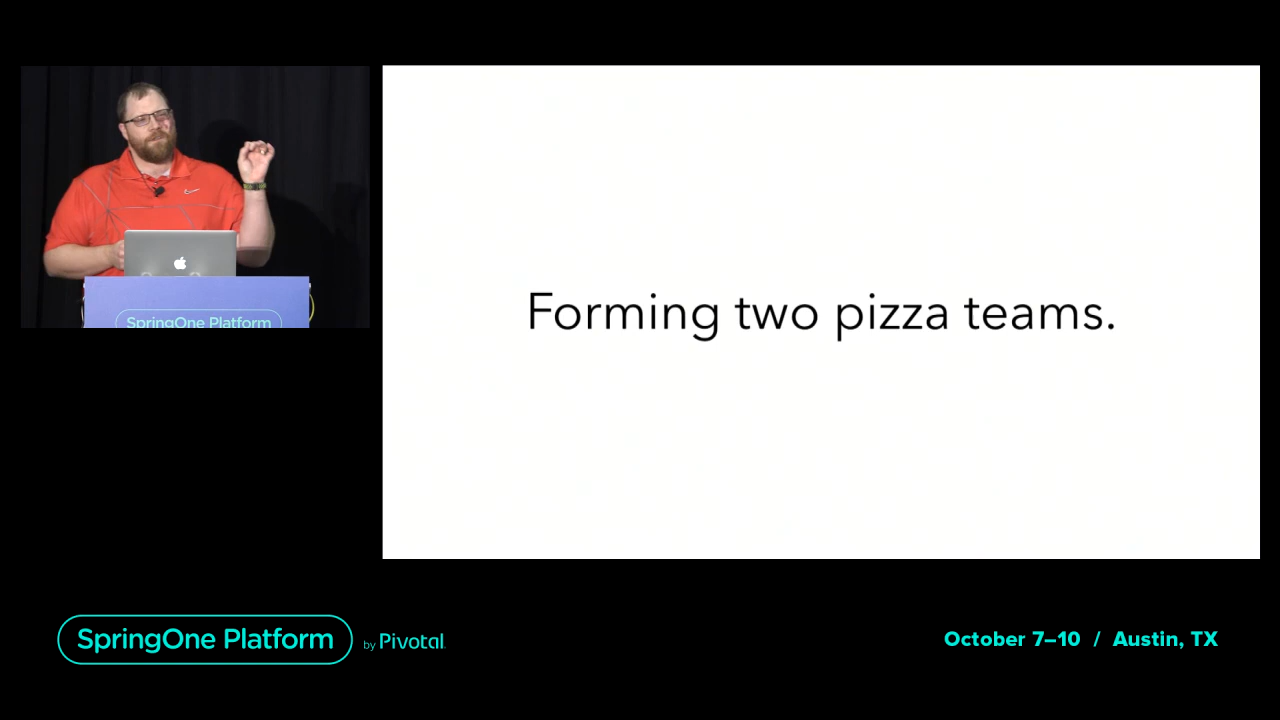 SpringOne Platform
Forming two pizza teams.
SpringOne Platform by Pivotal.
October 7–10 / Austin, TX